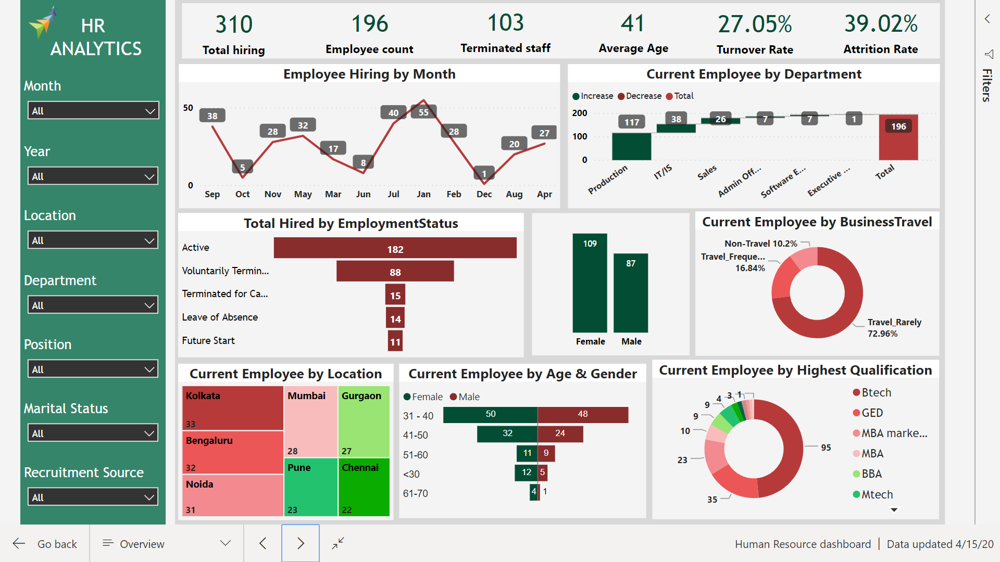 HR
ANALYTICS
Month
All
Year
All
Location
All
Department
All
Position
All
Marital Status
All
Recruitment Source
All
310
Total hiring
196
Employee count
103
Terminated staff
41
Average Age
27.05%
Turnover Rate
39.02%
Attrition Rate
Filters
Employee Hiring by Month
50
0
38
5
28
32
17
8
40
55
28
1
20
27
Sep Oct Nov May Mar Jun Jul Jan Feb Dec Aug Apr
Current Employee by Department
Increase Decrease Total
200
100
0
117
38
26
7
7
1
196
Production
IT/IS
Sales
Admin Off...
Software E...
Executive ...
Total
Total Hired by EmploymentStatus
Active 182
Voluntarily Termin... 88
Terminated for Ca... 15
Leave of Absence 14
Future Start 11
109
87
Female Male
Current Employee by BusinessTravel
Non-Travel 10.2%
Travel_Freque...
16.84%
Travel_Rarely
72.96%
Current Employee by Location
Kolkata
33
Bengaluru
32
Noida
31
Mumbai
28
Gurgaon
27
Pune
23
Chennai
22
Current Employee by Age & Gender
Female Male
31 - 40 50 48
41-50 32 24
51-60 11 9
<30 12 5
61-70 4 1
Current Employee by Highest Qualification
1
3
4
9
9
10
23
35
95
Btech
GED
MBA marke...
MBA
BBA
Mtech
Go back
Overview
Human Resource dashboard | Data updated 4/15/20